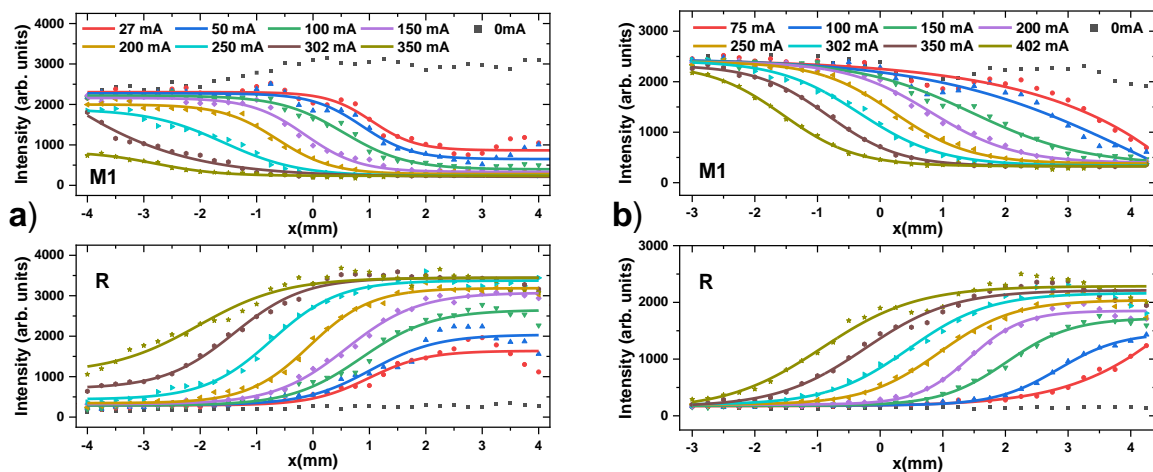 a)
27 mA 50 mA 100 mA 150 mA 0mA
200 mA 250 mA 302 mA 350 mA
Intensity (arb. units)
4000
3000
2000
1000
0
M1
-4 -3 -2 -1 0 1 2 3 4
x(mm)
R
Intensity (arb. units)
4000
3000
2000
1000
0
-4 -3 -2 -1 0 1 2 3 4
x(mm)
b)
75 mA 100 mA 150 mA 200 mA 0mA
250 mA 302 mA 350 mA 402 mA
Intensity (arb. units)
3000
2000
1000
0
M1
-3 -2 -1 0 1 2 3 4
x(mm)
R
Intensity (arb. units)
3000
2000
1000
0
-3 -2 -1 0 1 2 3 4
x(mm)